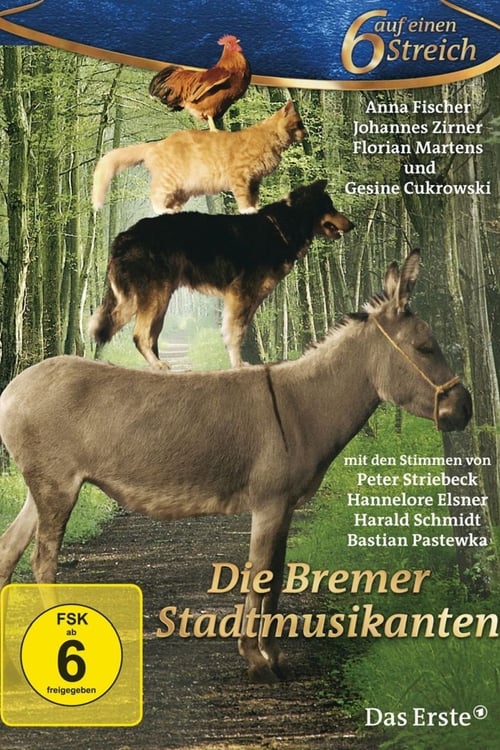 6 auf einen
Streich
Anna Fischer
Johannes Zirner
Florian Martens
und
Gesine Cukrowski
mit den Stimmen von
Peter Striebeck
Hannelore Elsner
Harald Schmidt
Bastian Pastewka
Die Bremer
Stadtmusikanten
FSK
ab
6
freigegeben
Das Erste